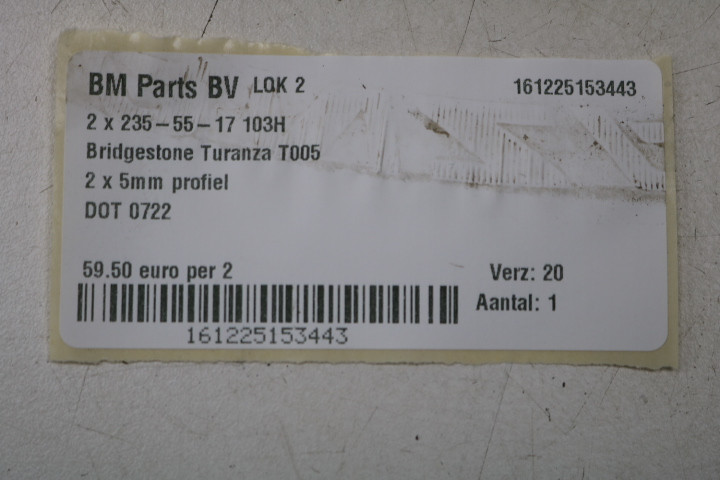 BM Parts BV LOK 2 161225153443
2 x 235-55-17 103H
Bridgestone Turanza T005
2 x 5mm profiel
DOT 0722
59.50 euro per 2 Verz: 20
Aantal: 1
161225153443